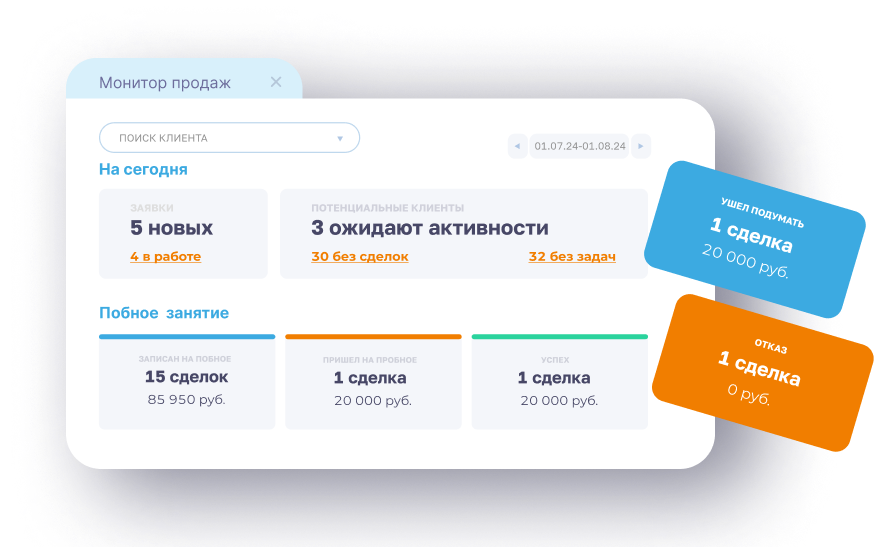 Монитор продаж ×
ПОИСК КЛИЕНТА
01.07.24-01.08.24
На сегодня
ЗАЯВКИ
5 новых
4 в работе
ПОТЕНЦИАЛЬНЫЕ КЛИЕНТЫ
3 ожидают активности
30 без сделок 32 без задач
УШЕЛ ПОДУМАТЬ
1 сделка
20 000 руб.
Побное занятие
ЗАПИСАН НА ПОБНОЕ
15 сделок
85 950 руб.
ПРИШЕЛ НА ПРОБНОЕ
1 сделка
20 000 руб.
УСПЕХ
1 сделка
20 000 руб.
ОТКАЗ
1 сделка
0 руб.